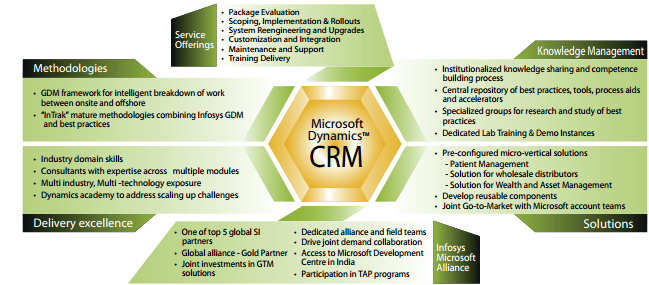 Service
Offerings
• Package Evaluation
• Scoping, Implementation & Rollouts
• System Reengineering and Upgrades
• Customization and Integration
• Maintenance and Support
• Training Delivery
Methodologies
• GDM framework for intelligent breakdown of work
between onsite and offshore
• "InTrak" mature methodologies combining Infosys GDM
and best practices
Knowledge Management
• Institutionalized knowledge sharing and competence
building process
• Central repository of best practices, tools, process aids
and accelerators
• Specialized groups for research and study of best
practices
• Dedicated Lab Training & Demo Instances
Microsoft
Dynamics™
CRM
• Industry domain skills
• Consultants with expertise across multiple modules
• Multi industry, Multi -technology exposure
• Dynamics academy to address scaling up challenges
Delivery excellence
• Pre-configured micro-vertical solutions
- Patient Management
- Solution for wholesale distributors
- Solution for Wealth and Asset Management
• Develop reusable components
• Joint Go-to-Market with Microsoft account teams
Solutions
• One of top 5 global SI
partners
• Global alliance - Gold Partner
• Joint investments in GTM
solutions
• Dedicated alliance and field teams
• Drive joint demand collaboration
• Access to Microsoft Development
Centre in India
• Participation in TAP programs
Infosys
Microsoft
Alliance